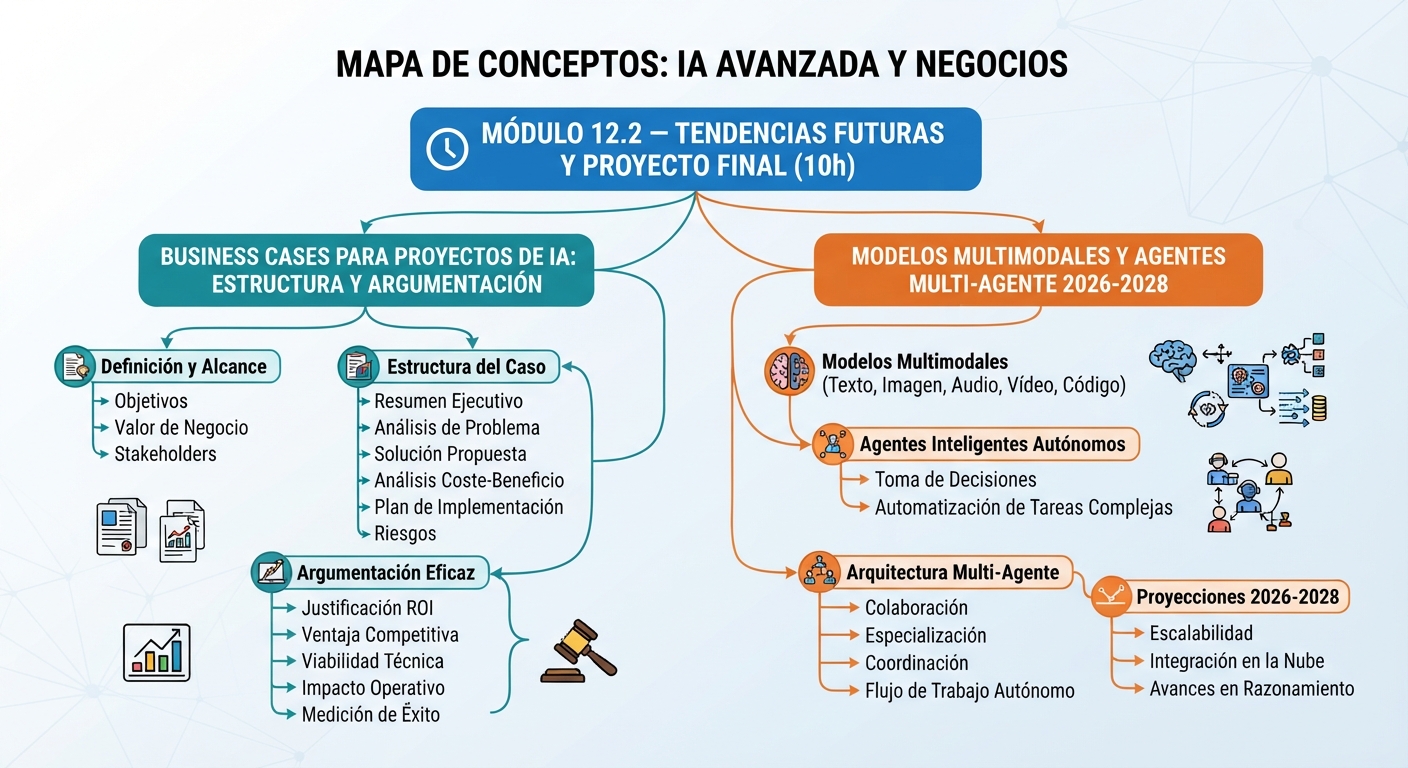 MAPA DE CONCEPTOS: IA AVANZADA Y NEGOCIOS
MÓDULO 12.2 — TENDENCIAS FUTURAS
Y PROYECTO FINAL (10h)
BUSINESS CASES PARA PROYECTOS DE IA:
ESTRUCTURA Y ARGUMENTACIÓN
Definición y Alcance
Objetivos
Valor de Negocio
Stakeholders
Estructura del Caso
Resumen Ejecutivo
Análisis de Problema
Solución Propuesta
Análisis Coste-Beneficio
Plan de Implementación
Riesgos
Argumentación Eficaz
Justificación ROI
Ventaja Competitiva
Viabilidad Técnica
Impacto Operativo
Medición de Éxito
MODELOS MULTIMODALES Y AGENTES
MULTI-AGENTE 2026-2028
Modelos Multimodales
(Texto, Imagen, Audio, Vídeo, Código)
Agentes Inteligentes Autónomos
Toma de Decisiones
Automatización de Tareas Complejas
Arquitectura Multi-Agente
Colaboración
Especialización
Coordinación
Flujo de Trabajo Autónomo
Proyecciones 2026-2028
Escalabilidad
Integración en la Nube
Avances en Razonamiento